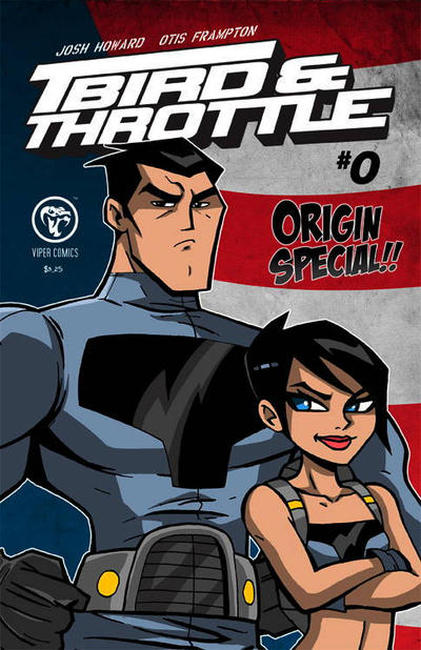 JOSH HOWARD OTIS FRAMPTON
TBIRD &
THROTTLE
#0
ORIGIN
SPECIAL!!
VIPER COMICS
$3.25